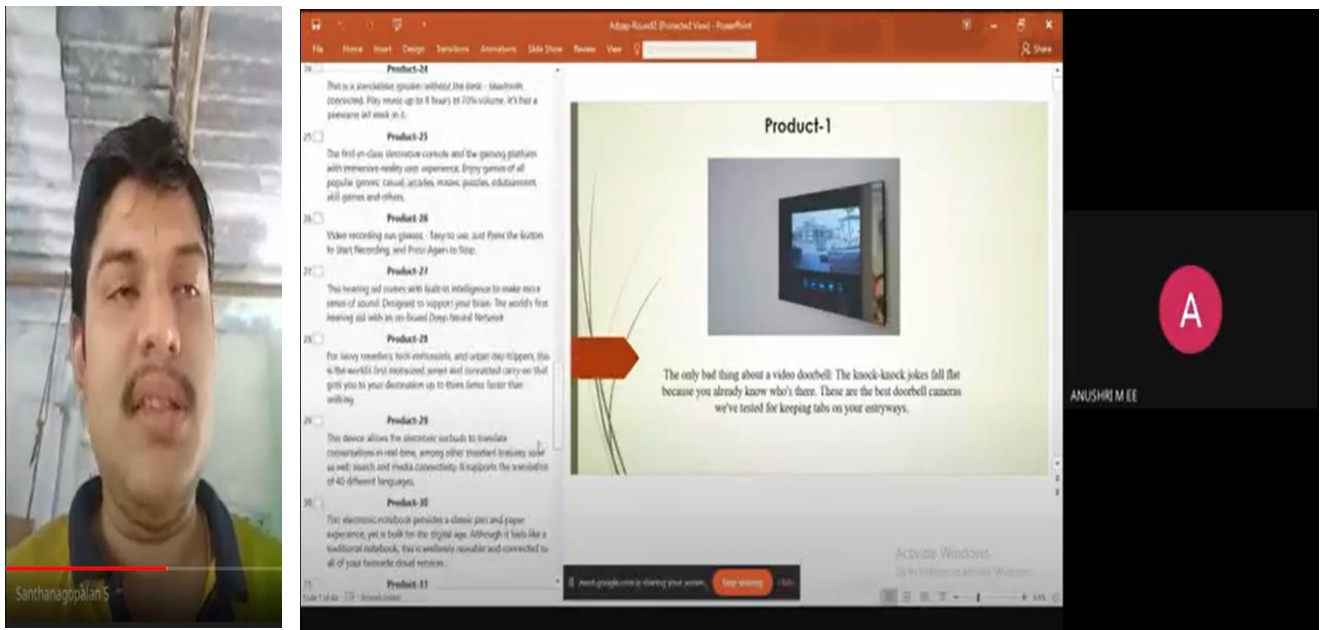 Santhanagopalan S
Adzap-Round2 [Protected View] - PowerPoint
File Home Insert Design Transitions Animations Slide Show Review View
Share
24 Product-24
This is a standalone speaker without the desk - bluetooth
connected. Play music up to 8 hours at 70% volume. It's has a
art work in it.
25 Product-25
The first in-class innovative console and the gaming platform
with immersive reality user experience. Enjoy games of all
popular genres: casual, arcades, mazes, puzzles, edutainment,
skill games and others.
26 Product-26
Video recording sun glasses - Easy to use, Just Press the Button
to Start Recording, and Press Again to Stop.
27 Product-27
This hearing aid comes with built-in intelligence to make more
sense of sound. Designed to support your brain- The world's first
hearing aid with an on-board Deep Neural Network
28 Product-28
For savvy travellers, tech enthusiasts, and urban day-trippers, this
is the world's first motorized, smart and connected carry-on that
gets you to your destination up to three times faster than
walking.
29 Product-29
This device allows the electronic earbuds to translate
conversations in real-time, among other standard features such
as web search and media connectivity. It supports the translation
of 40 different languages.
30 Product-30
This electronic notebook provides a classic pen and paper
experience, yet is built for the digital age. Although it feels like a
traditional notebook, this is endlessly reusable and connected to
all of your favourite cloud services.
31 Product-31
Product-1
The only bad thing about a video doorbell: The knock-knock jokes fall flat
because you already know who's there. These are the best doorbell cameras
we've tested for keeping tabs on your entryways.
Activate Windows
Go to Settings to activate Windows.
meet.google.com is sharing your screen. Stop sharing Hide
A
ANUSHRI M EE